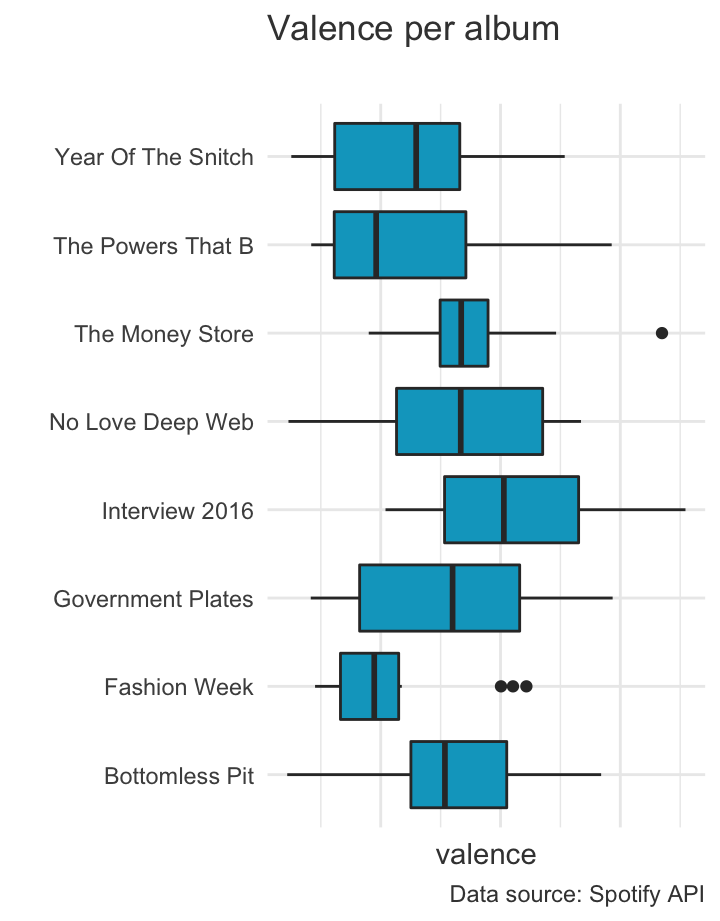 Valence per album
Year Of The Snitch
The Powers That B
The Money Store
No Love Deep Web
Interview 2016
Government Plates
Fashion Week
Bottomless Pit
valence
Data source: Spotify API